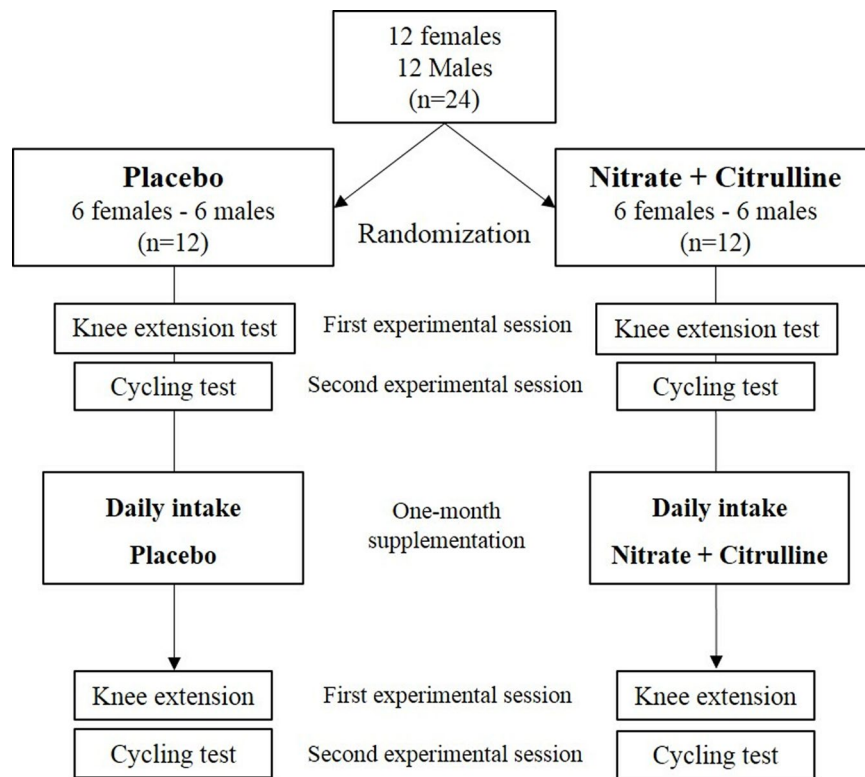 12 females
12 Males
(n=24)
Placebo
6 females - 6 males
(n=12)
Nitrate + Citrulline
6 females - 6 males
(n=12)
Randomization
Knee extension test
First experimental session
Knee extension test
Cycling test
Second experimental session
Cycling test
Daily intake
Placebo
One-month
supplementation
Daily intake
Nitrate + Citrulline
Knee extension
First experimental session
Knee extension
Cycling test
Second experimental session
Cycling test